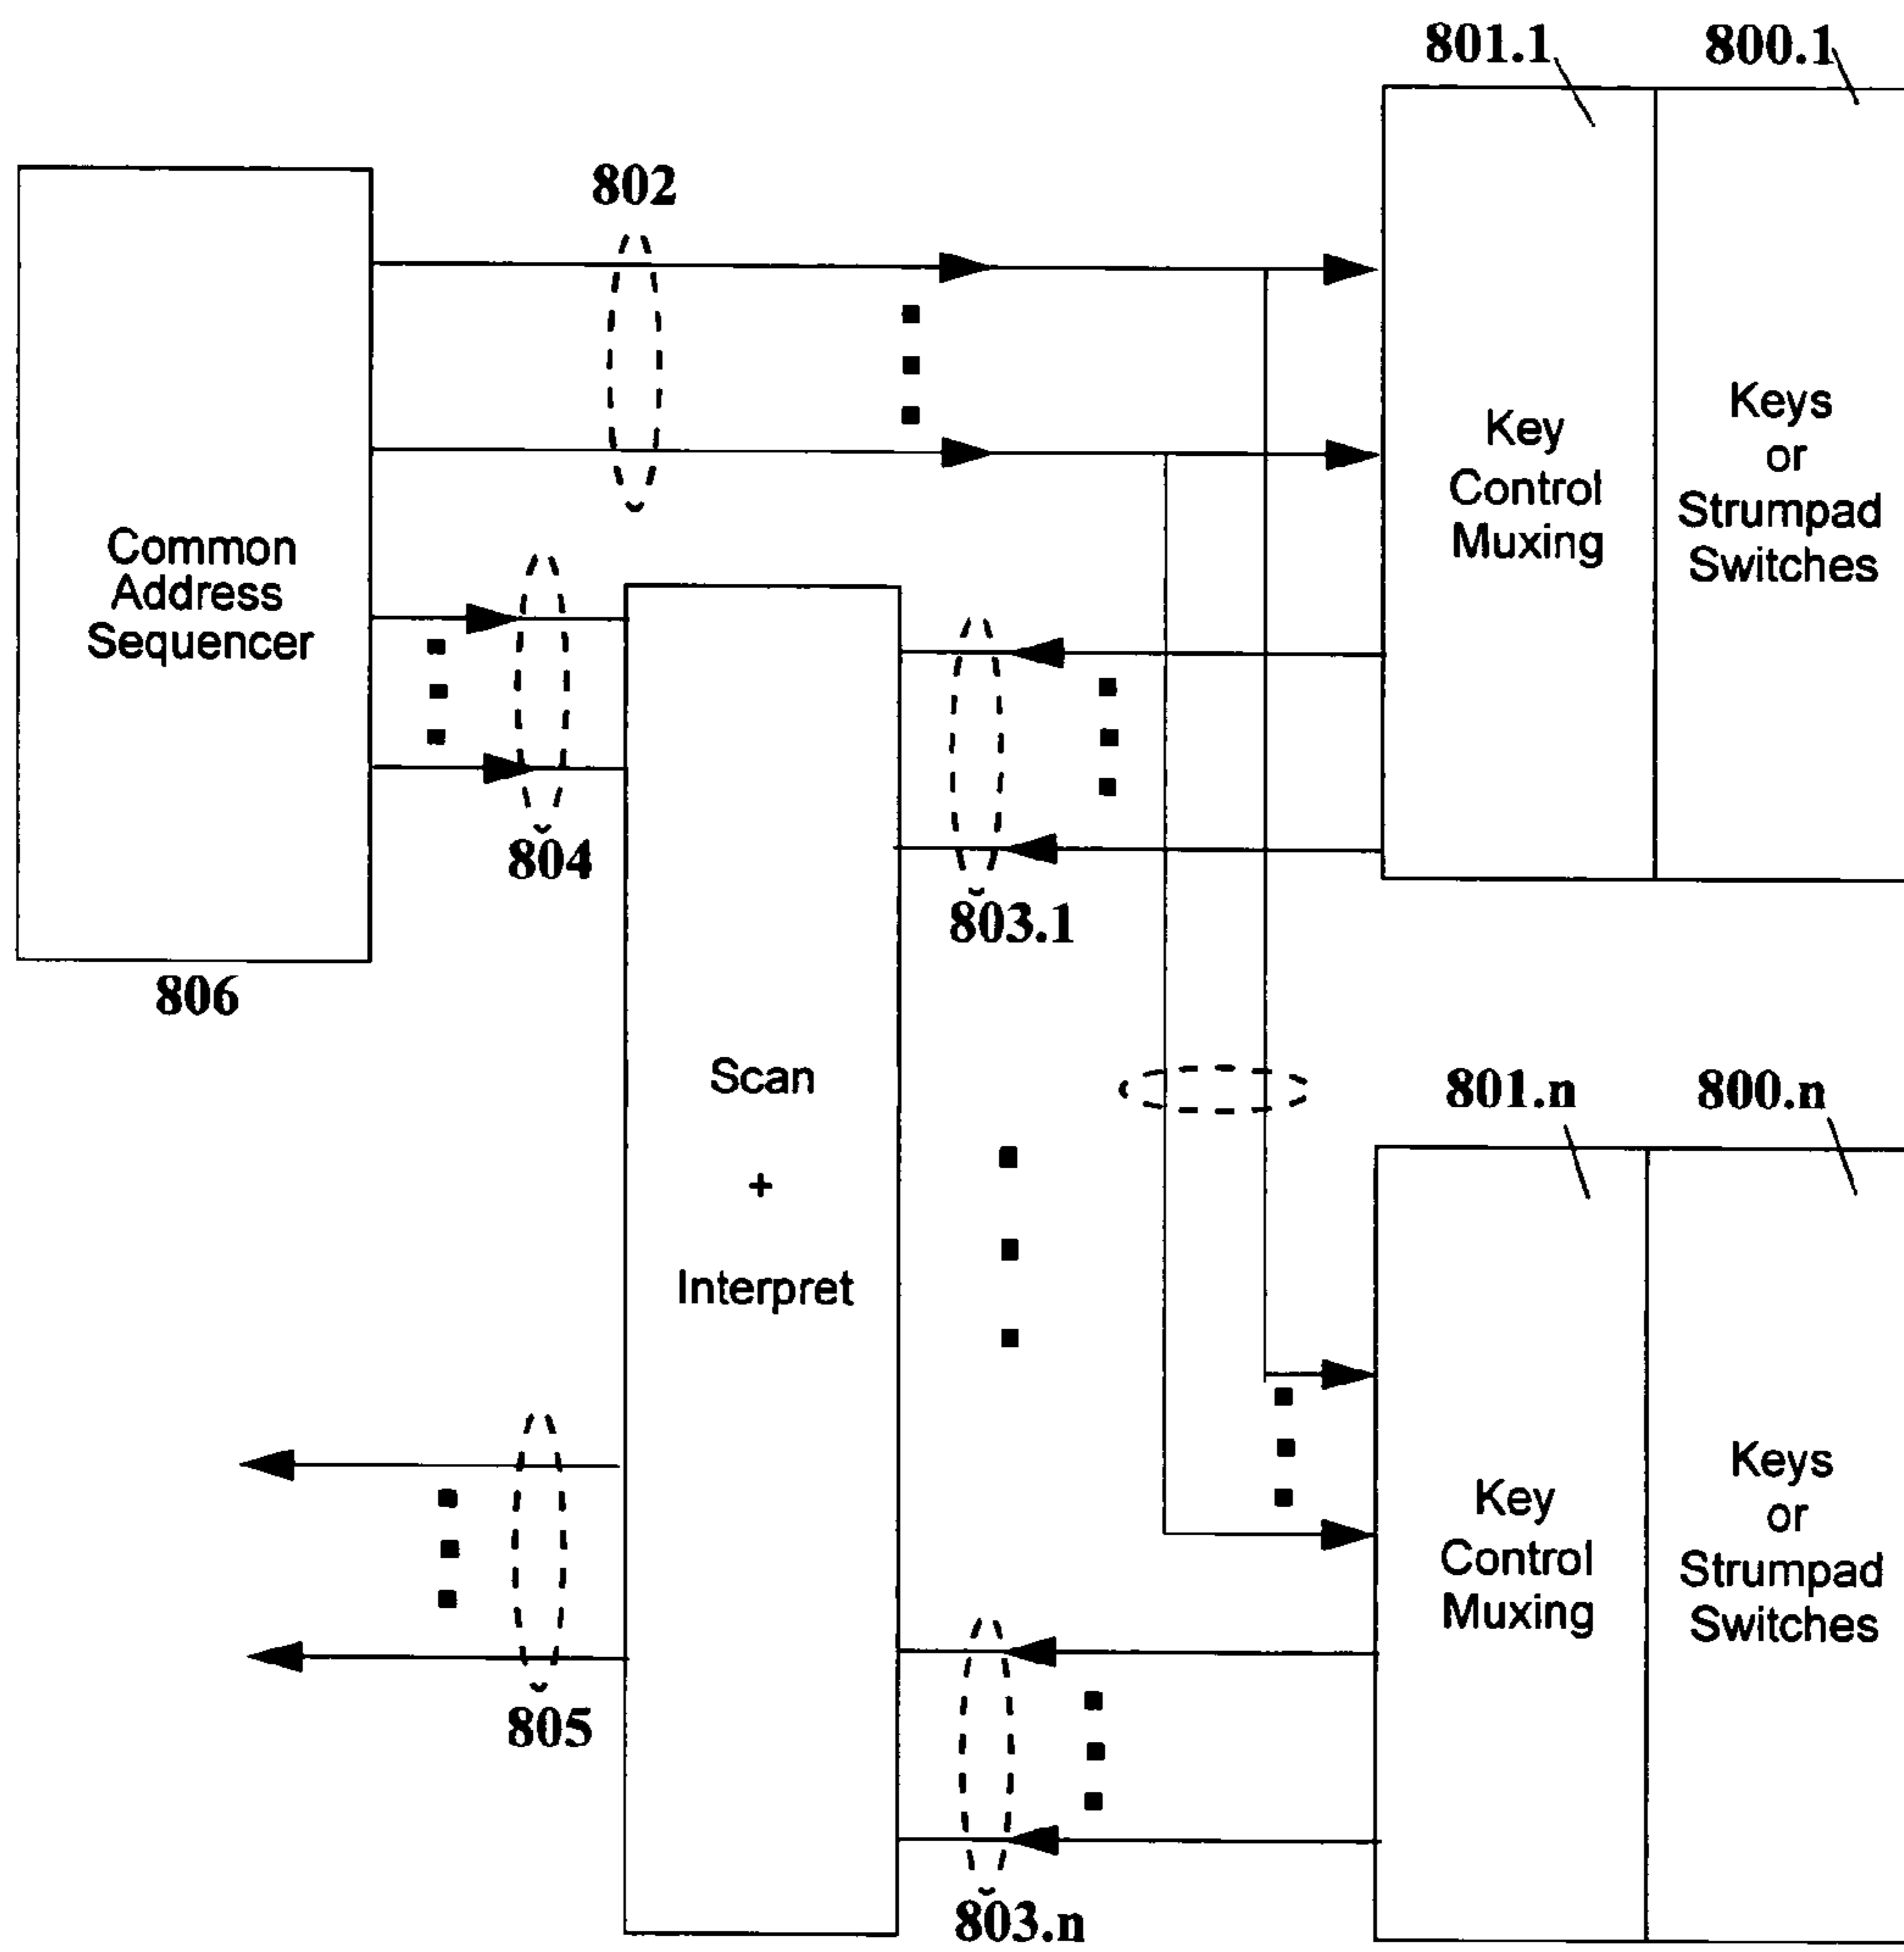 801.1
800.1
802
Key
Control
Muxing
Keys
or
Strumpad
Switches
Common
Address
Sequencer
804
803.1
806
Scan
+
Interpret
801.n
800.n
Key
Control
Muxing
Keys
or
Strumpad
Switches
805
803.n